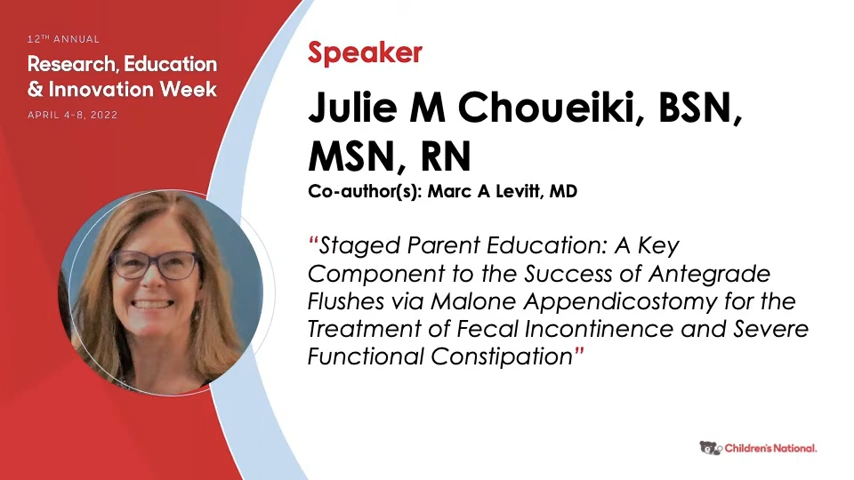 12TH ANNUAL
Research, Education
& Innovation Week
APRIL 4-8, 2022
Speaker
Julie M Choueiki, BSN,
MSN, RN
Co-author(s): Marc A Levitt, MD
“Staged Parent Education: A Key
Component to the Success of Antegrade
Flushes via Malone Appendicostomy for the
Treatment of Fecal Incontinence and Severe
Functional Constipation”
Children's National.